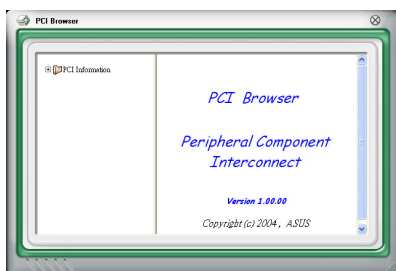 PCI Browser
PCI Information
PCI Browser
Peripheral Component
Interconnect
Version 1.00.00
Copyright (c) 2004, ASUS